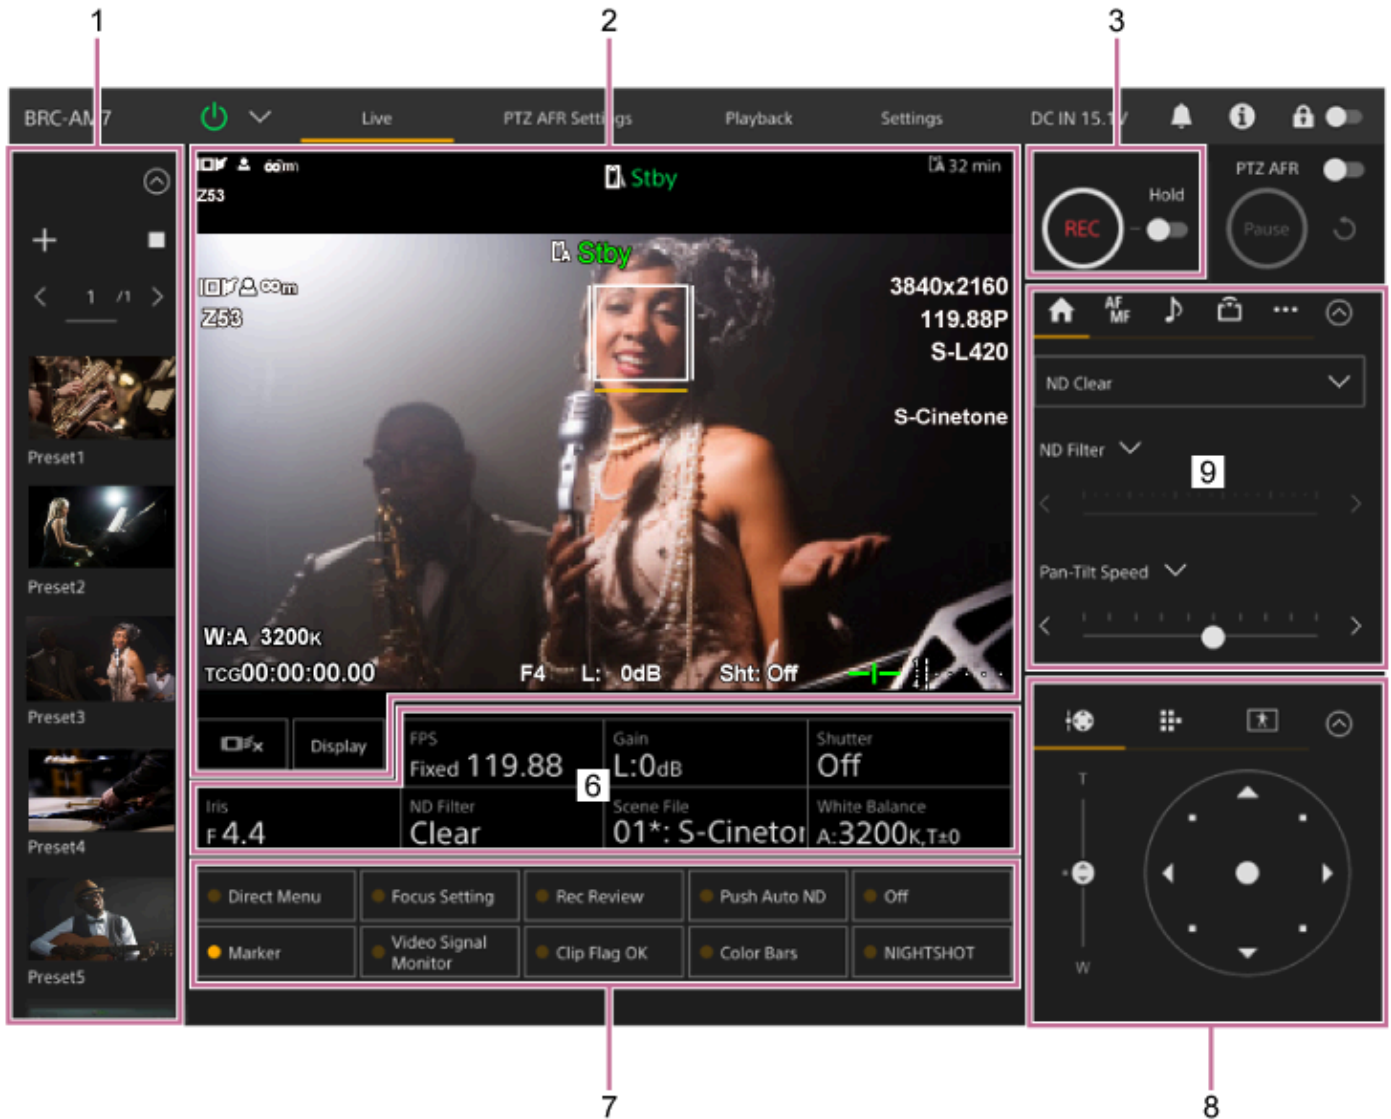 1
2
3
BRC-AM7
Live
PTZ AFR Settings
Playback
Settings
DC IN 15.1V
∞m
Z53
Stby
A 32 min
PTZ AFR
Hold
REC
Pause
1 /1
A Stby
∞m
Z53
3840x2160
119.88P
S-L420
S-Cinetone
AF
MF
ND Clear
ND Filter
9
Pan-Tilt Speed
Preset1
Preset2
Preset3
Preset4
Preset5
W:A 3200K
TCG00:00:00.00
F4
L: 0dB
Sht: Off
Display
FPS
Fixed 119.88
Gain
L:0dB
Shutter
Off
6
Iris
F 4.4
ND Filter
Clear
Scene File
01*: S-Cinetor
White Balance
A:3200K,T±0
Direct Menu
Focus Setting
Rec Review
Push Auto ND
Off
Marker
Video Signal
Monitor
Clip Flag OK
Color Bars
NIGHTSHOT
T
W
7
8